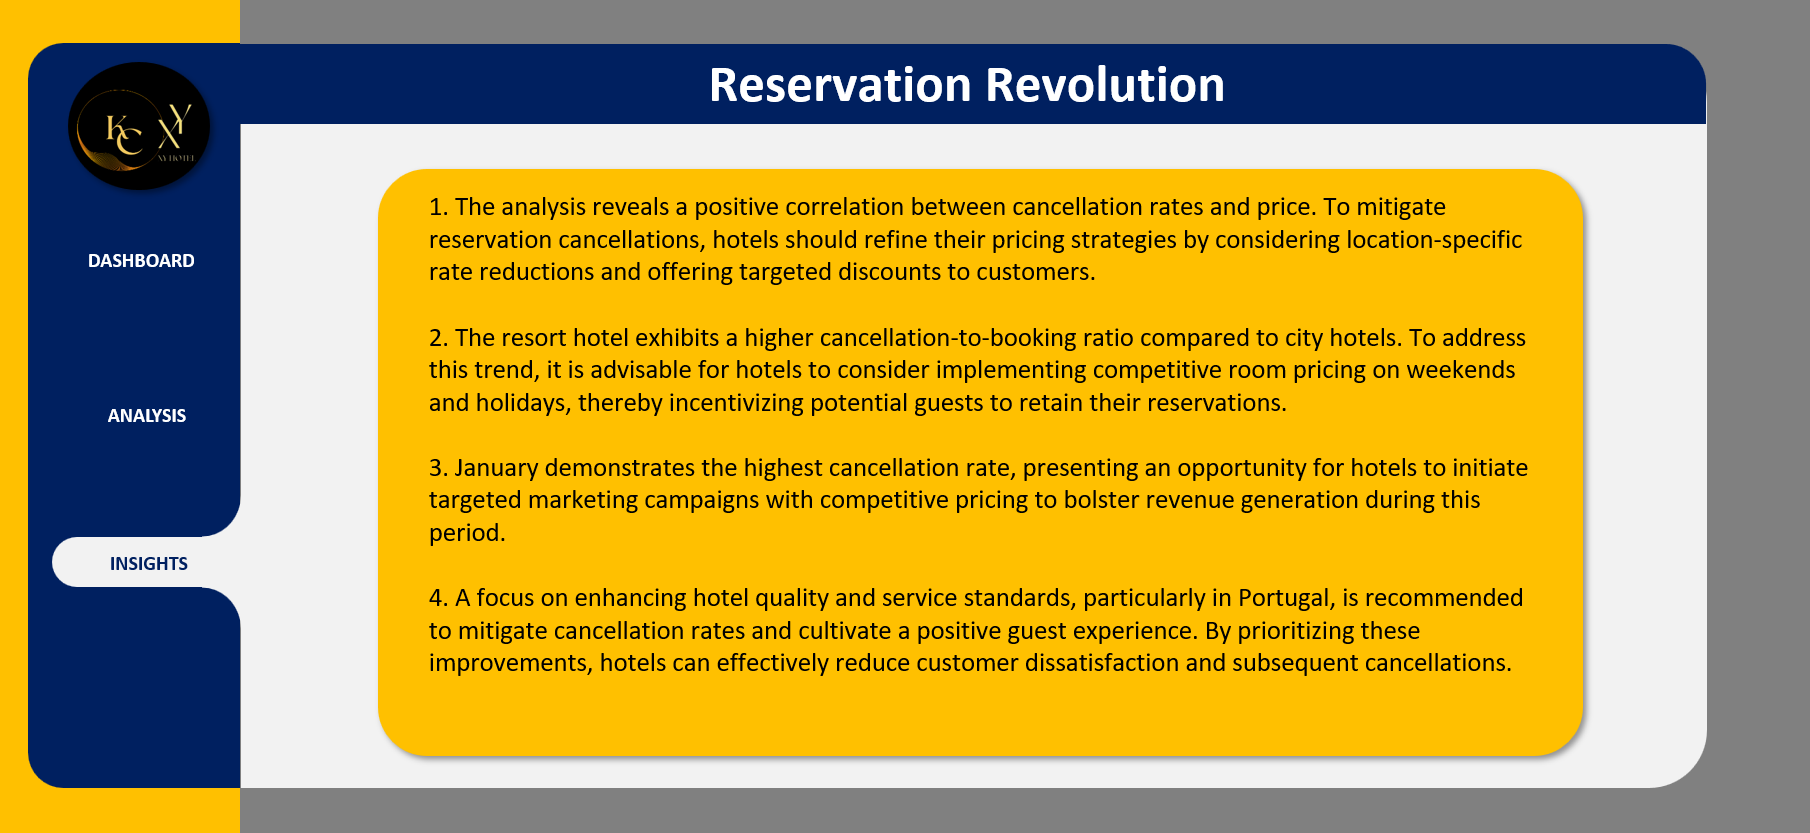 Reservation Revolution
KC XY
XY HOTEL
DASHBOARD
ANALYSIS
INSIGHTS
1. The analysis reveals a positive correlation between cancellation rates and price. To mitigate
reservation cancellations, hotels should refine their pricing strategies by considering location-specific
rate reductions and offering targeted discounts to customers.
2. The resort hotel exhibits a higher cancellation-to-booking ratio compared to city hotels. To address
this trend, it is advisable for hotels to consider implementing competitive room pricing on weekends
and holidays, thereby incentivizing potential guests to retain their reservations.
3. January demonstrates the highest cancellation rate, presenting an opportunity for hotels to initiate
targeted marketing campaigns with competitive pricing to bolster revenue generation during this
period.
4. A focus on enhancing hotel quality and service standards, particularly in Portugal, is recommended
to mitigate cancellation rates and cultivate a positive guest experience. By prioritizing these
improvements, hotels can effectively reduce customer dissatisfaction and subsequent cancellations.